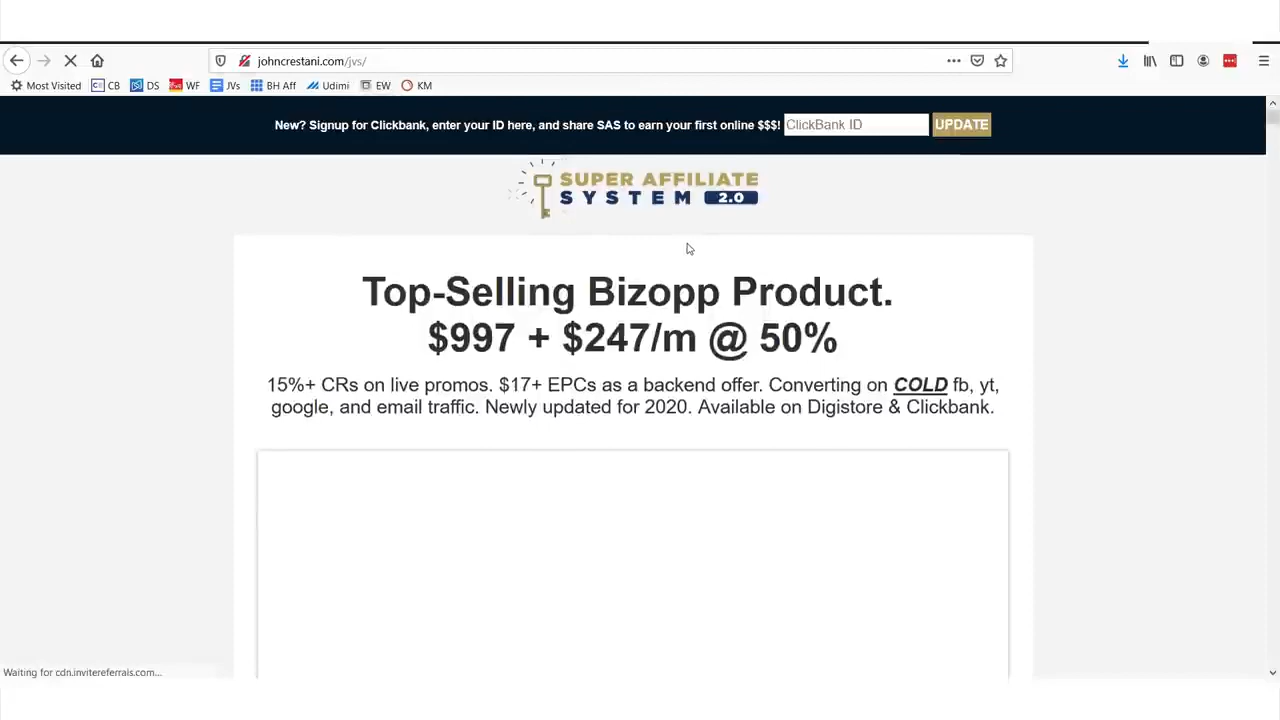 johncrestani.com/jvs/
Most Visited CB DS WF JVs BH Aff Udimi EW KM
New? Signup for Clickbank, enter your ID here, and share SAS to earn your first online $$$! ClickBank ID UPDATE
SUPER AFFILIATE
SYSTEM 2.0
Top-Selling Bizopp Product.
$997 + $247/m @ 50%
15%+ CRs on live promos. $17+ EPCs as a backend offer. Converting on COLD fb, yt,
google, and email traffic. Newly updated for 2020. Available on Digistore & Clickbank.
Waiting for cdn.invitereferrals.com...